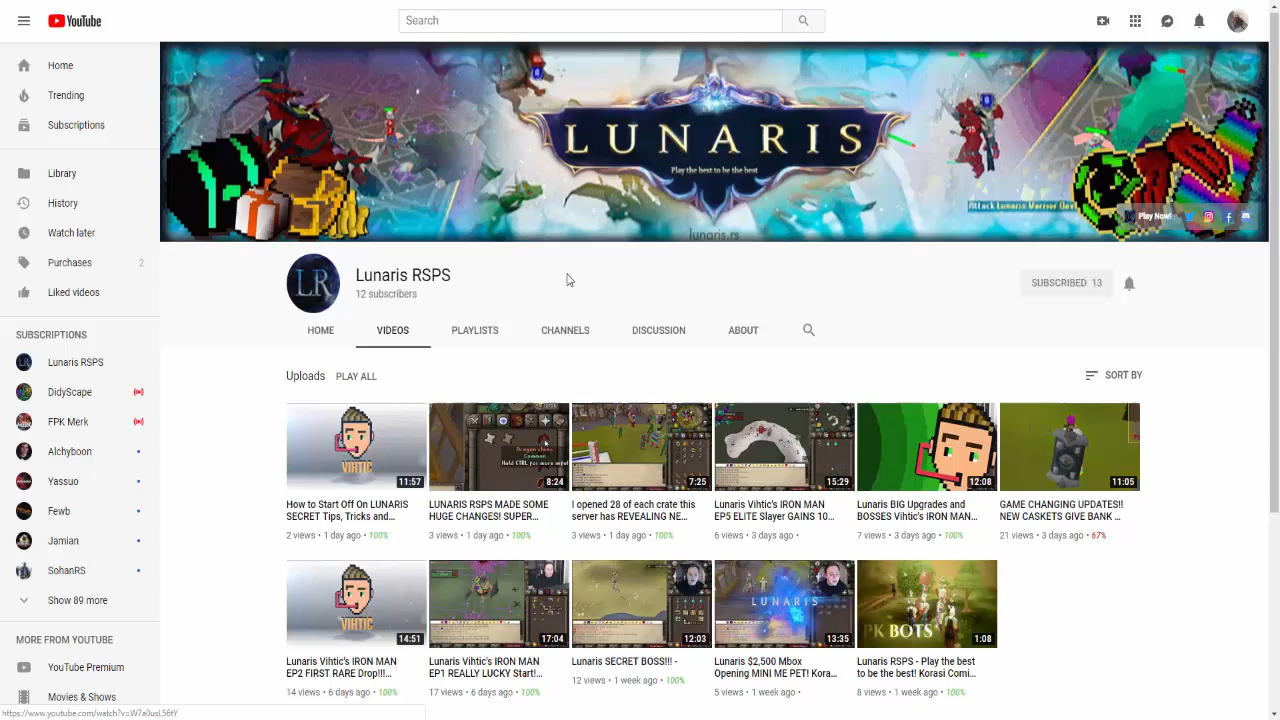 YouTube
Search
Home
Trending
Subscriptions
Library
History
Watch later
Purchases 2
Liked videos
SUBSCRIPTIONS
Lunaris RSPS
DidyScape
FPK Merk
Alchyboon
Yassuo
Fewb
Jamian
SohanRS
Show 89 more
MORE FROM YOUTUBE
YouTube Premium
Movies & Shows
LUNARIS
Play the best to be the best
lunaris.rs
Play Now!
LR
Lunaris RSPS
12 subscribers
SUBSCRIBED 13
HOME VIDEOS PLAYLISTS CHANNELS DISCUSSION ABOUT
Uploads PLAY ALL
SORT BY
VIHTIC
11:57
How to Start Off On LUNARIS
SECRET Tips, Tricks and...
2 views • 1 day ago • 100%
Dragon claws
Common
8:24
LUNARIS RSPS MADE SOME
HUGE CHANGES! SUPER...
3 views • 1 day ago • 100%
7:25
I opened 28 of each crate this
server has REVEALING NE...
3 views • 1 day ago • 100%
15:29
Lunaris Vihtic's IRON MAN
EP5 ELITE Slayer GAINS 10...
6 views • 3 days ago •
12:08
Lunaris BIG Upgrades and
BOSSES Vihtic's IRON MAN...
7 views • 3 days ago • 100%
11:05
GAME CHANGING UPDATES!!
NEW CASKETS GIVE BANK ...
21 views • 3 days ago • 67%
VIHTIC
14:51
Lunaris Vihtic's IRON MAN
EP2 FIRST RARE Drop!!!...
14 views • 6 days ago • 100%
17:04
Lunaris Vihtic's IRON MAN
EP1 REALLY LUCKY Start!...
17 views • 6 days ago • 100%
12:03
Lunaris SECRET BOSS!!! -
12 views • 1 week ago • 100%
LUNARIS
13:35
Lunaris $2,500 Mbox
Opening MINI ME PET! Kora...
5 views • 1 week ago •
PK BOTS
1:08
Lunaris RSPS - Play the best
to be the best! Korasi Comi...
8 views • 1 week ago • 100%